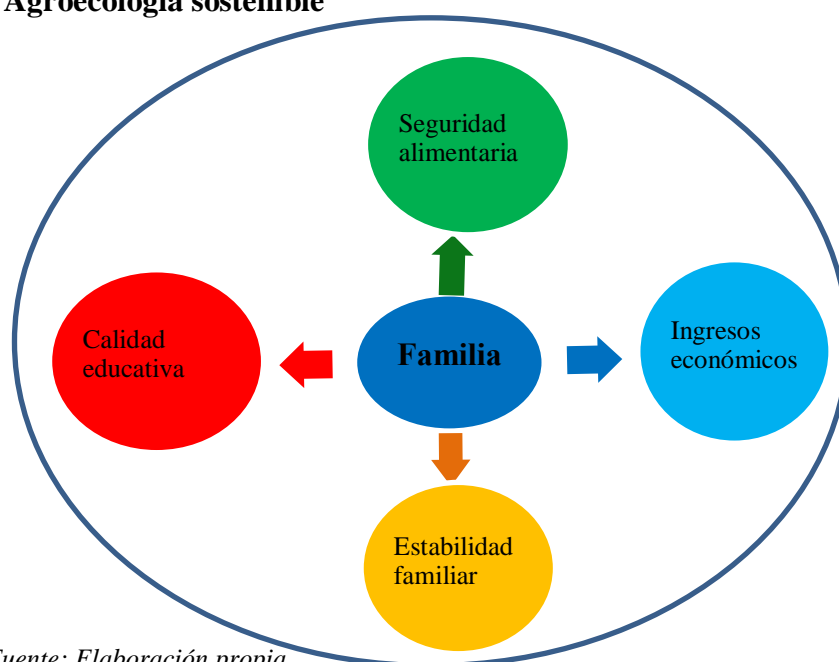 Agroecología sostenible
Seguridad
alimentaria
Calidad
educativa
Familia
Ingresos
económicos
Estabilidad
familiar
Fuente: Elaboración propia